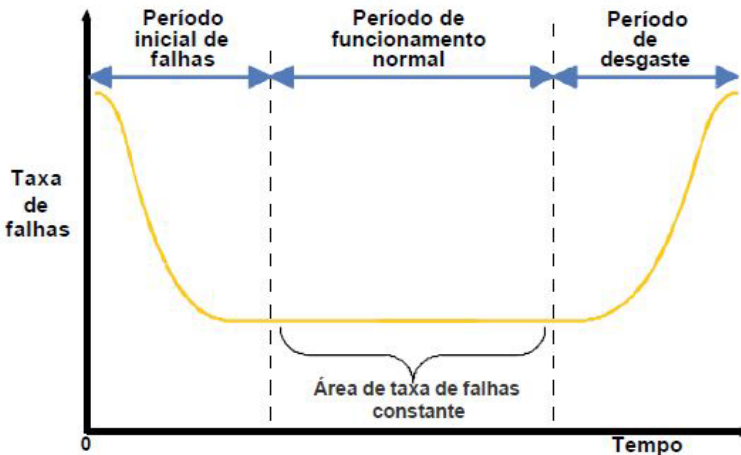 Período
inicial de
falhas
Período de
funcionamento
normal
Período
de
desgaste
Taxa
de
falhas
Área de taxa de falhas
constante
0
Tempo